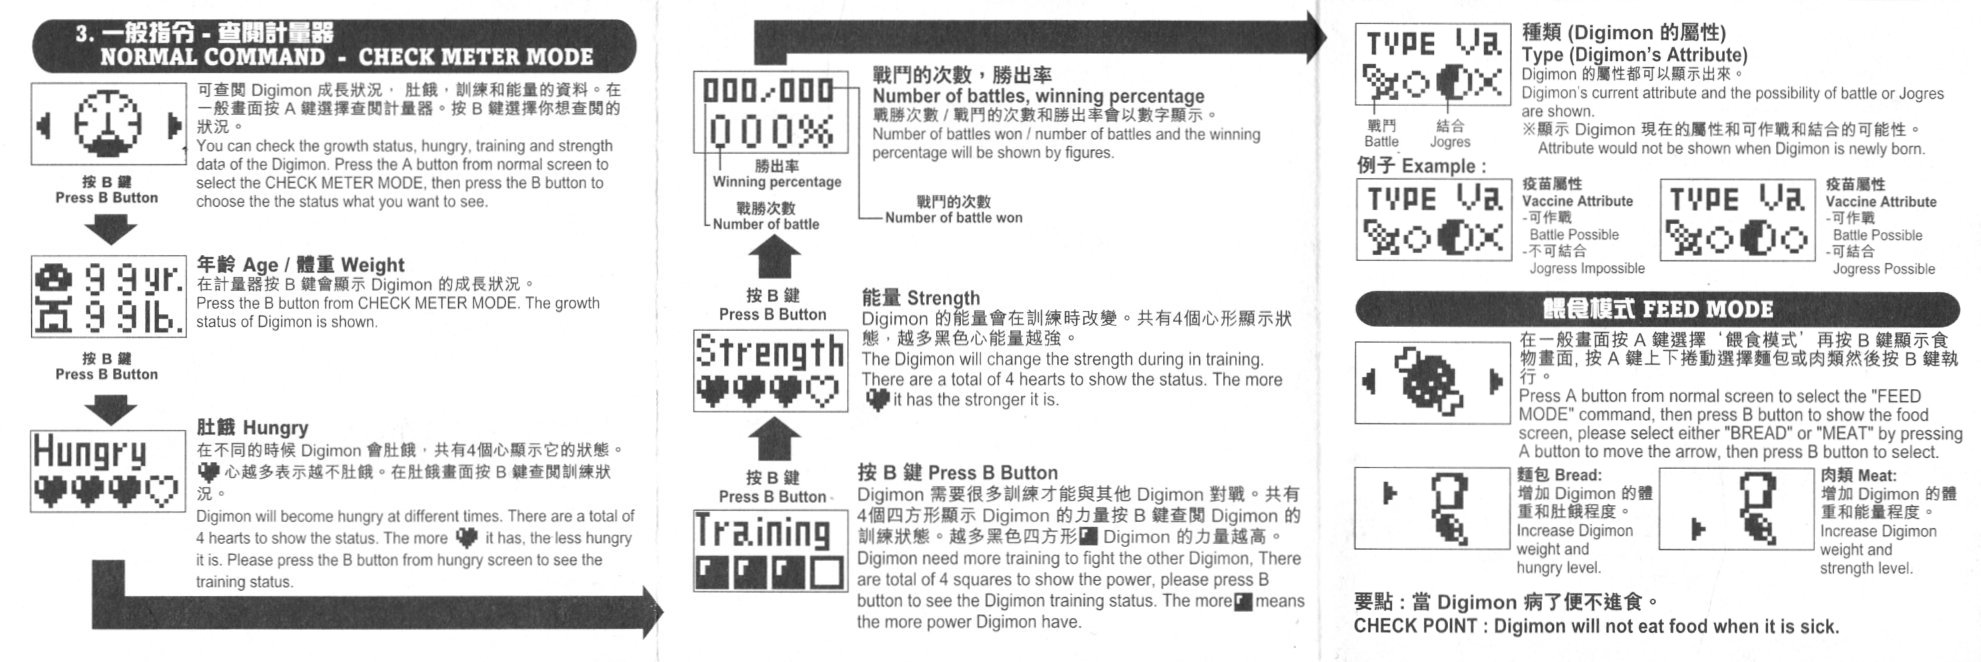 3. 一般指令 - 查閱計量器
NORMAL COMMAND - CHECK METER MODE
可查閱 Digimon 成長狀況, 肚餓,訓練和能量的資料。在
一般畫面按 A 鍵選擇查閱計量器。按 B 鍵選擇你想查閱的
狀況。
You can check the growth status, hungry, training and strength
data of the Digimon. Press the A button from normal screen to
select the CHECK METER MODE, then press the B button to
choose the the status what you want to see.
按 B 鍵
Press B Button
99yr.
99lb.
年齡 Age / 體重 Weight
在計量器按 B 鍵會顯示 Digimon 的成長狀況。
Press the B button from CHECK METER MODE. The growth
status of Digimon is shown.
按 B 鍵
Press B Button
Hungry
肚餓 Hungry
在不同的時候 Digimon 會肚餓,共有4個心顯示它的狀態。
心越多表示越不肚餓。在肚餓畫面按 B 鍵查閱訓練狀
況。
Digimon will become hungry at different times. There are a total of
4 hearts to show the status. The more it has, the less hungry
it is. Please press the B button from hungry screen to see the
training status.
000/000
000%
勝出率
Winning percentage
戰勝次數
Number of battle
戰鬥的次數
Number of battle won
戰鬥的次數,勝出率
Number of battles, winning percentage
戰勝次數 / 戰鬥的次數和勝出率會以數字顯示。
Number of battles won / number of battles and the winning
percentage will be shown by figures.
按 B 鍵
Press B Button
Strength
能量 Strength
Digimon 的能量會在訓練時改變。共有4個心形顯示狀
態,越多黑色心能量越強。
The Digimon will change the strength during in training.
There are a total of 4 hearts to show the status. The more
it has the stronger it is.
按 B 鍵
Press B Button
Training
按 B 鍵 Press B Button
Digimon 需要很多訓練才能與其他 Digimon 對戰。共有
4個四方形顯示 Digimon 的力量按 B 鍵查閱 Digimon 的
訓練狀態。越多黑色四方形 Digimon 的力量越高。
Digimon need more training to fight the other Digimon, There
are total of 4 squares to show the power, please press B
button to see the Digimon training status. The more means
the more power Digimon have.
TYPE Va
戰鬥
Battle
結合
Jogres
種類 (Digimon 的屬性)
Type (Digimon's Attribute)
Digimon 的屬性都可以顯示出來。
Digimon's current attribute and the possibility of battle or Jogres
are shown.
※顯示 Digimon 現在的屬性和可作戰和結合的可能性。
Attribute would not be shown when Digimon is newly born.
例子 Example :
TYPE Va
疫苗屬性
Vaccine Attribute
-可作戰
Battle Possible
-不可結合
Jogress Impossible
TYPE Va
疫苗屬性
Vaccine Attribute
-可作戰
Battle Possible
-可結合
Jogress Possible
餵食模式 FEED MODE
在一般畫面按 A 鍵選擇‘餵食模式’再按 B 鍵顯示食
物畫面, 按 A 鍵上下捲動選擇麵包或肉類然後按 B 鍵執
行。
Press A button from normal screen to select the "FEED
MODE" command, then press B button to show the food
screen, please select either "BREAD" or "MEAT" by pressing
A button to move the arrow, then press B button to select.
麵包 Bread:
增加 Digimon 的體
重和肚餓程度。
Increase Digimon
weight and
hungry level.
肉類 Meat:
增加 Digimon 的體
重和能量程度。
Increase Digimon
weight and
strength level.
要點 : 當 Digimon 病了便不進食。
CHECK POINT : Digimon will not eat food when it is sick.